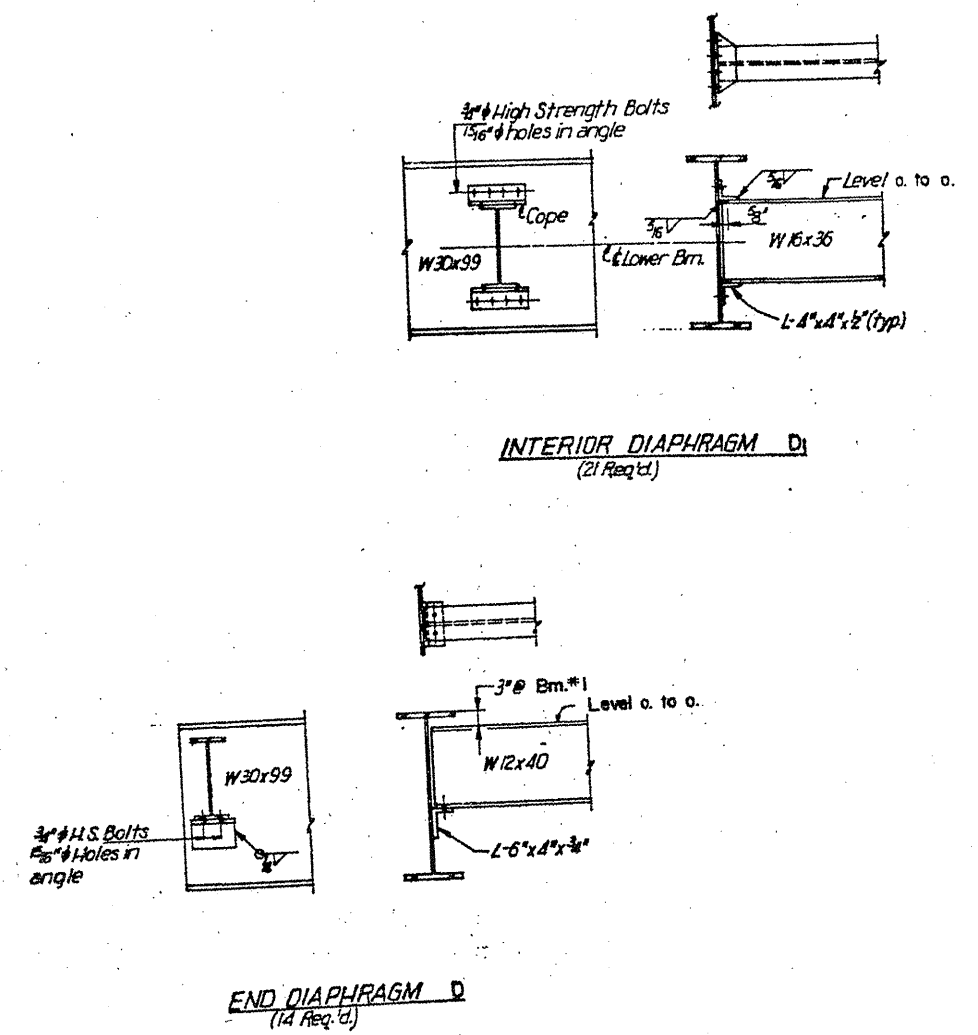 ¾"ϕ High Strength Bolts
15/16"ϕ holes in angle
Cope
W30x99
℄ Lower Bm.
5/16
5/16
5/8"
Level o. to o.
W16x36
L-4"x4"x½"(typ.)
INTERIOR DIAPHRAGM D1
(21 Req'd.)
3"@ Bm.#1
Level o. to o.
W12x40
W30x99
¾"ϕ H.S. Bolts
15/16"ϕ Holes in
angle
L-6"x4"x¾"
END DIAPHRAGM D
(14 Req.'d.)